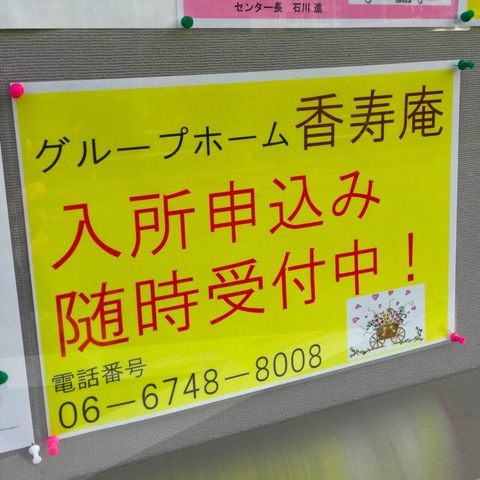 センター長 石川 進
グループホーム 香寿庵
入所申込み
随時受付中！
電話番号
06－6748－8008